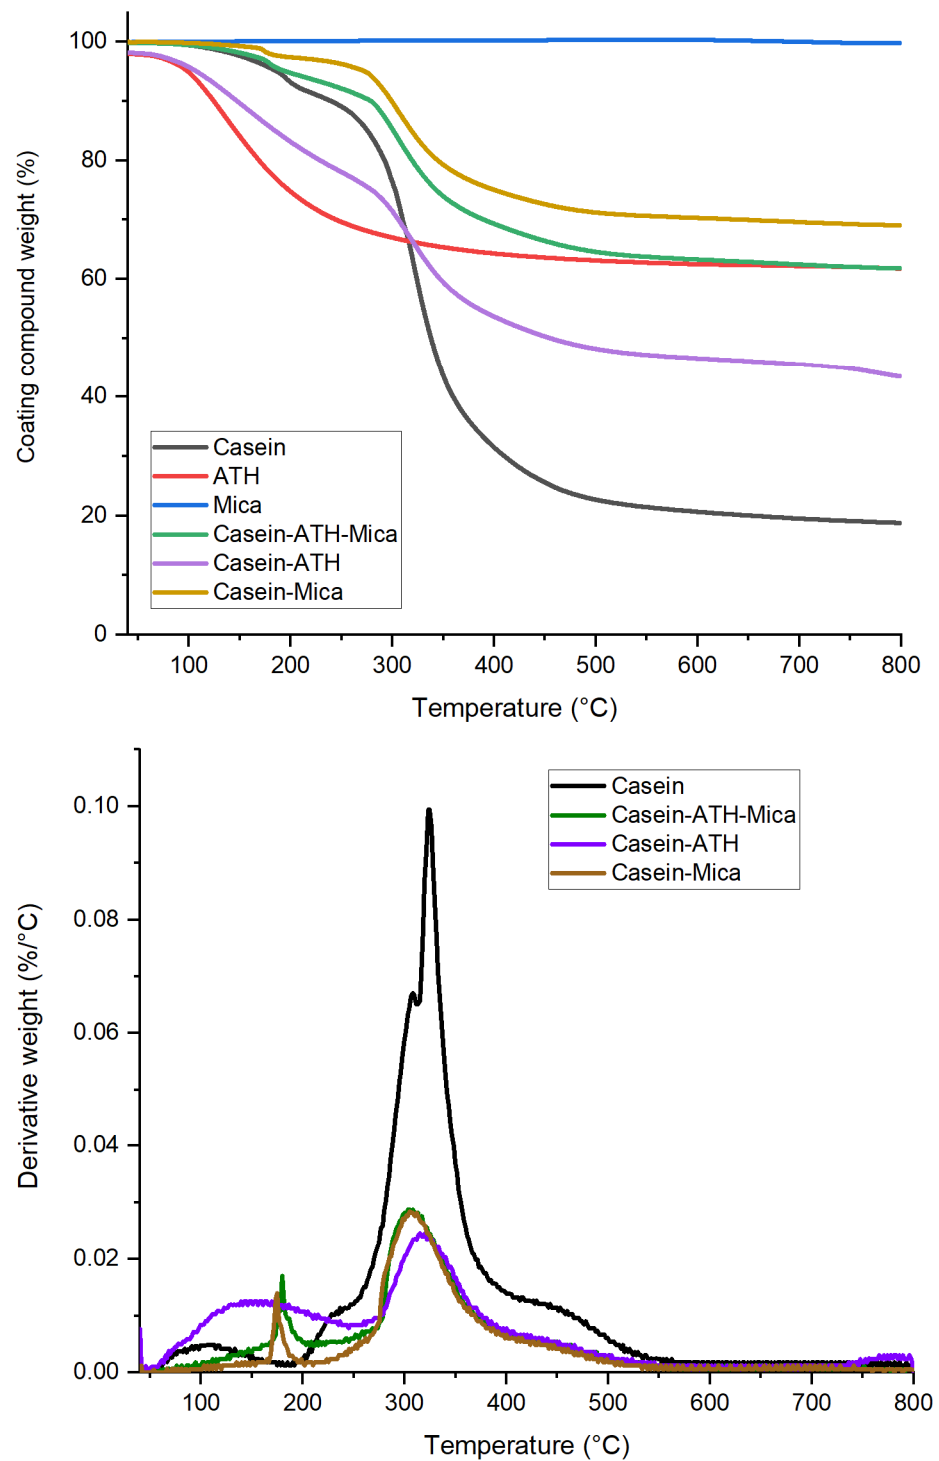 Coating compound weight (%)
100
80
60
40
20
0
Casein
ATH
Mica
Casein-ATH-Mica
Casein-ATH
Casein-Mica
100 200 300 400 500 600 700 800
Temperature (°C)
Derivative weight (%/°C)
0.10
0.08
0.06
0.04
0.02
0.00
Casein
Casein-ATH-Mica
Casein-ATH
Casein-Mica
100 200 300 400 500 600 700 800
Temperature (°C)